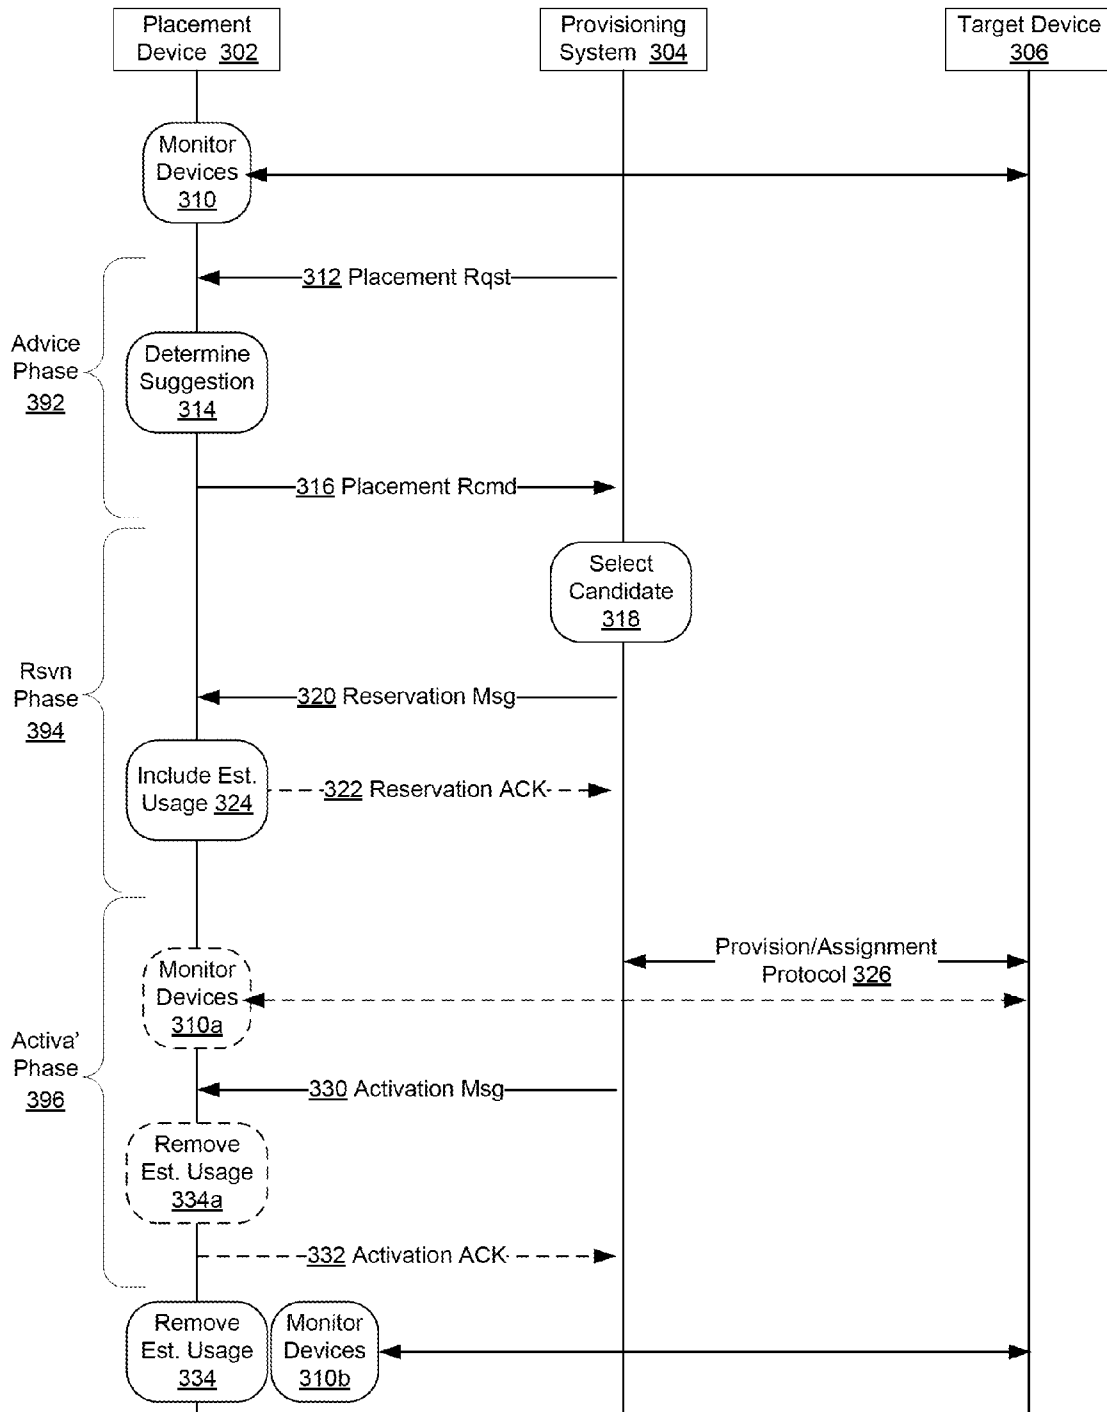 Placement
Device 302
Provisioning
System 304
Target Device
306
Monitor
Devices
310
312 Placement Rqst
Advice
Phase
392
Determine
Suggestion
314
316 Placement Rcmd
Select
Candidate
318
Rsvn
Phase
394
320 Reservation Msg
Include Est.
Usage 324
322 Reservation ACK
Provision/Assignment
Protocol 326
Monitor
Devices
310a
Activa'
Phase
396
330 Activation Msg
Remove
Est. Usage
334a
332 Activation ACK
Remove
Est. Usage
334
Monitor
Devices
310b